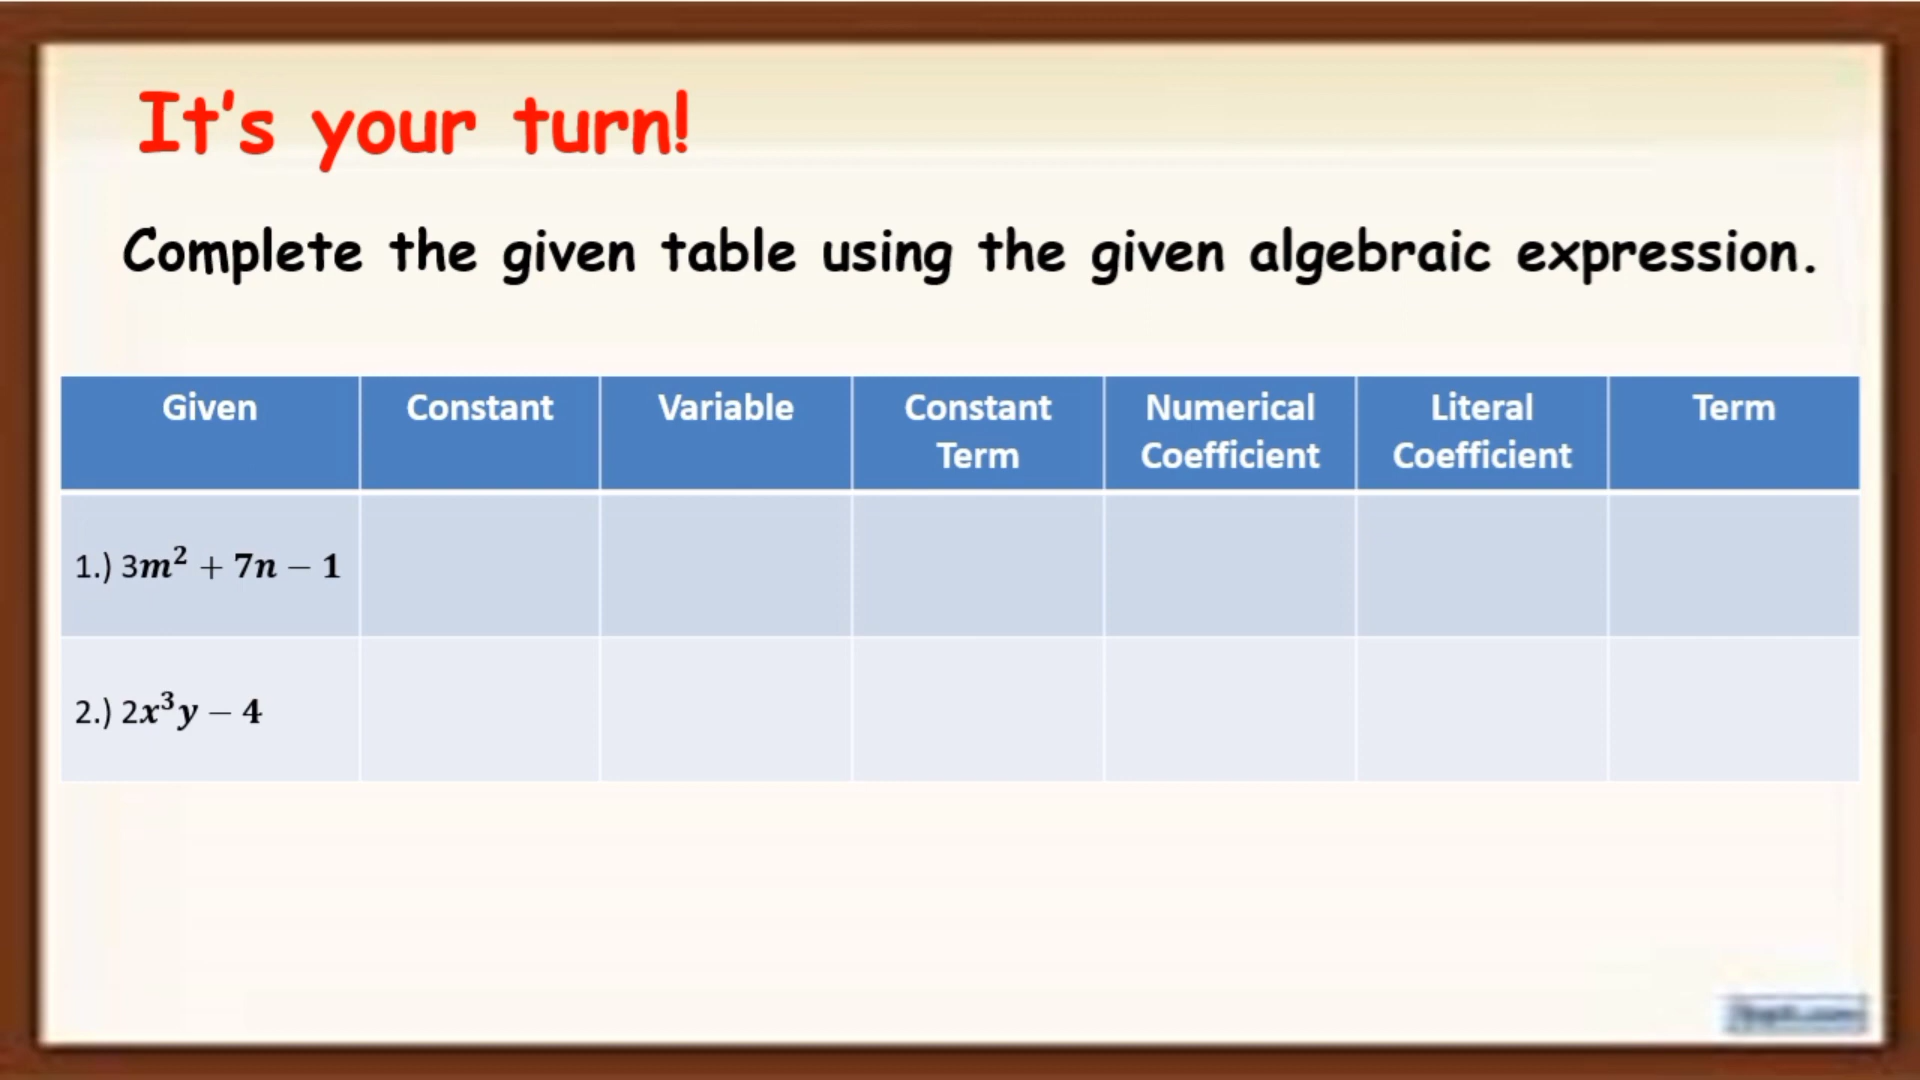 It's your turn!
Complete the given table using the given algebraic expression.
Given Constant Variable Constant Term Numerical Coefficient Literal Coefficient Term
1.) 3m² + 7n − 1
2.) 2x³y − 4